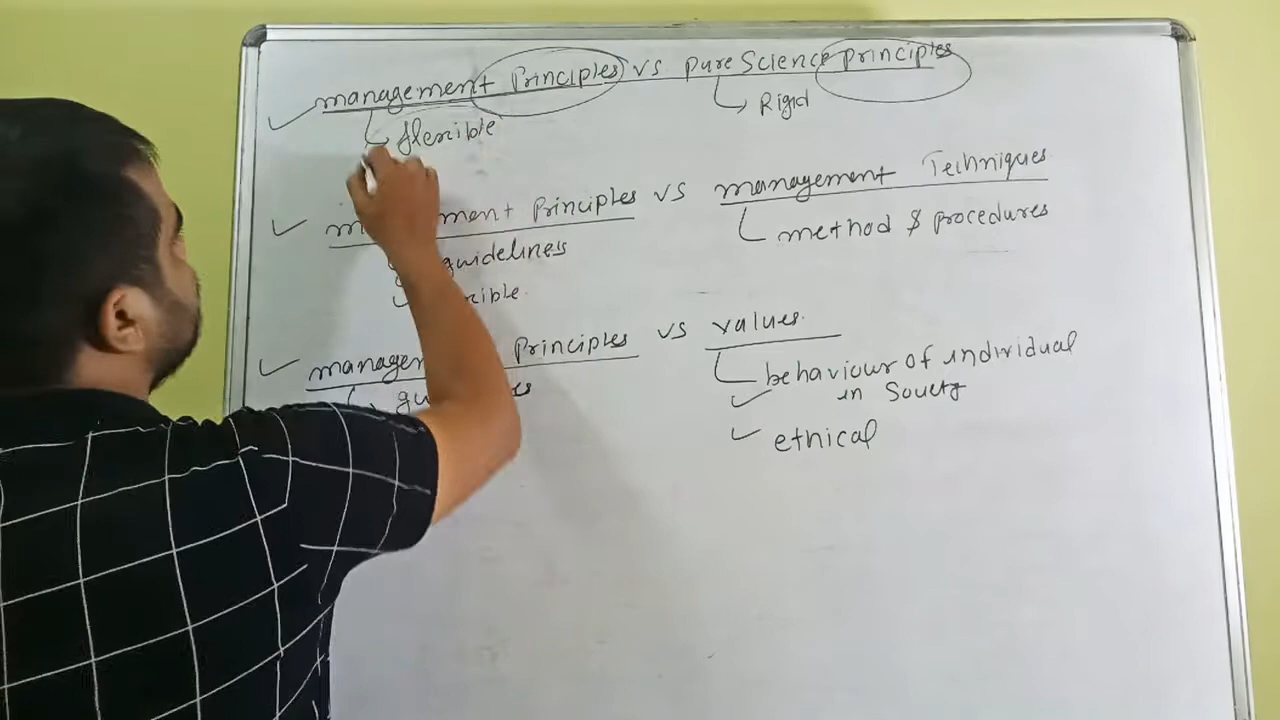 management Principles vs pure Science principles
flexible
Rigid
ment Principles vs management Techniques
guidelines
method & procedures
Principles vs values.
behaviour of individual
in Society
ethical